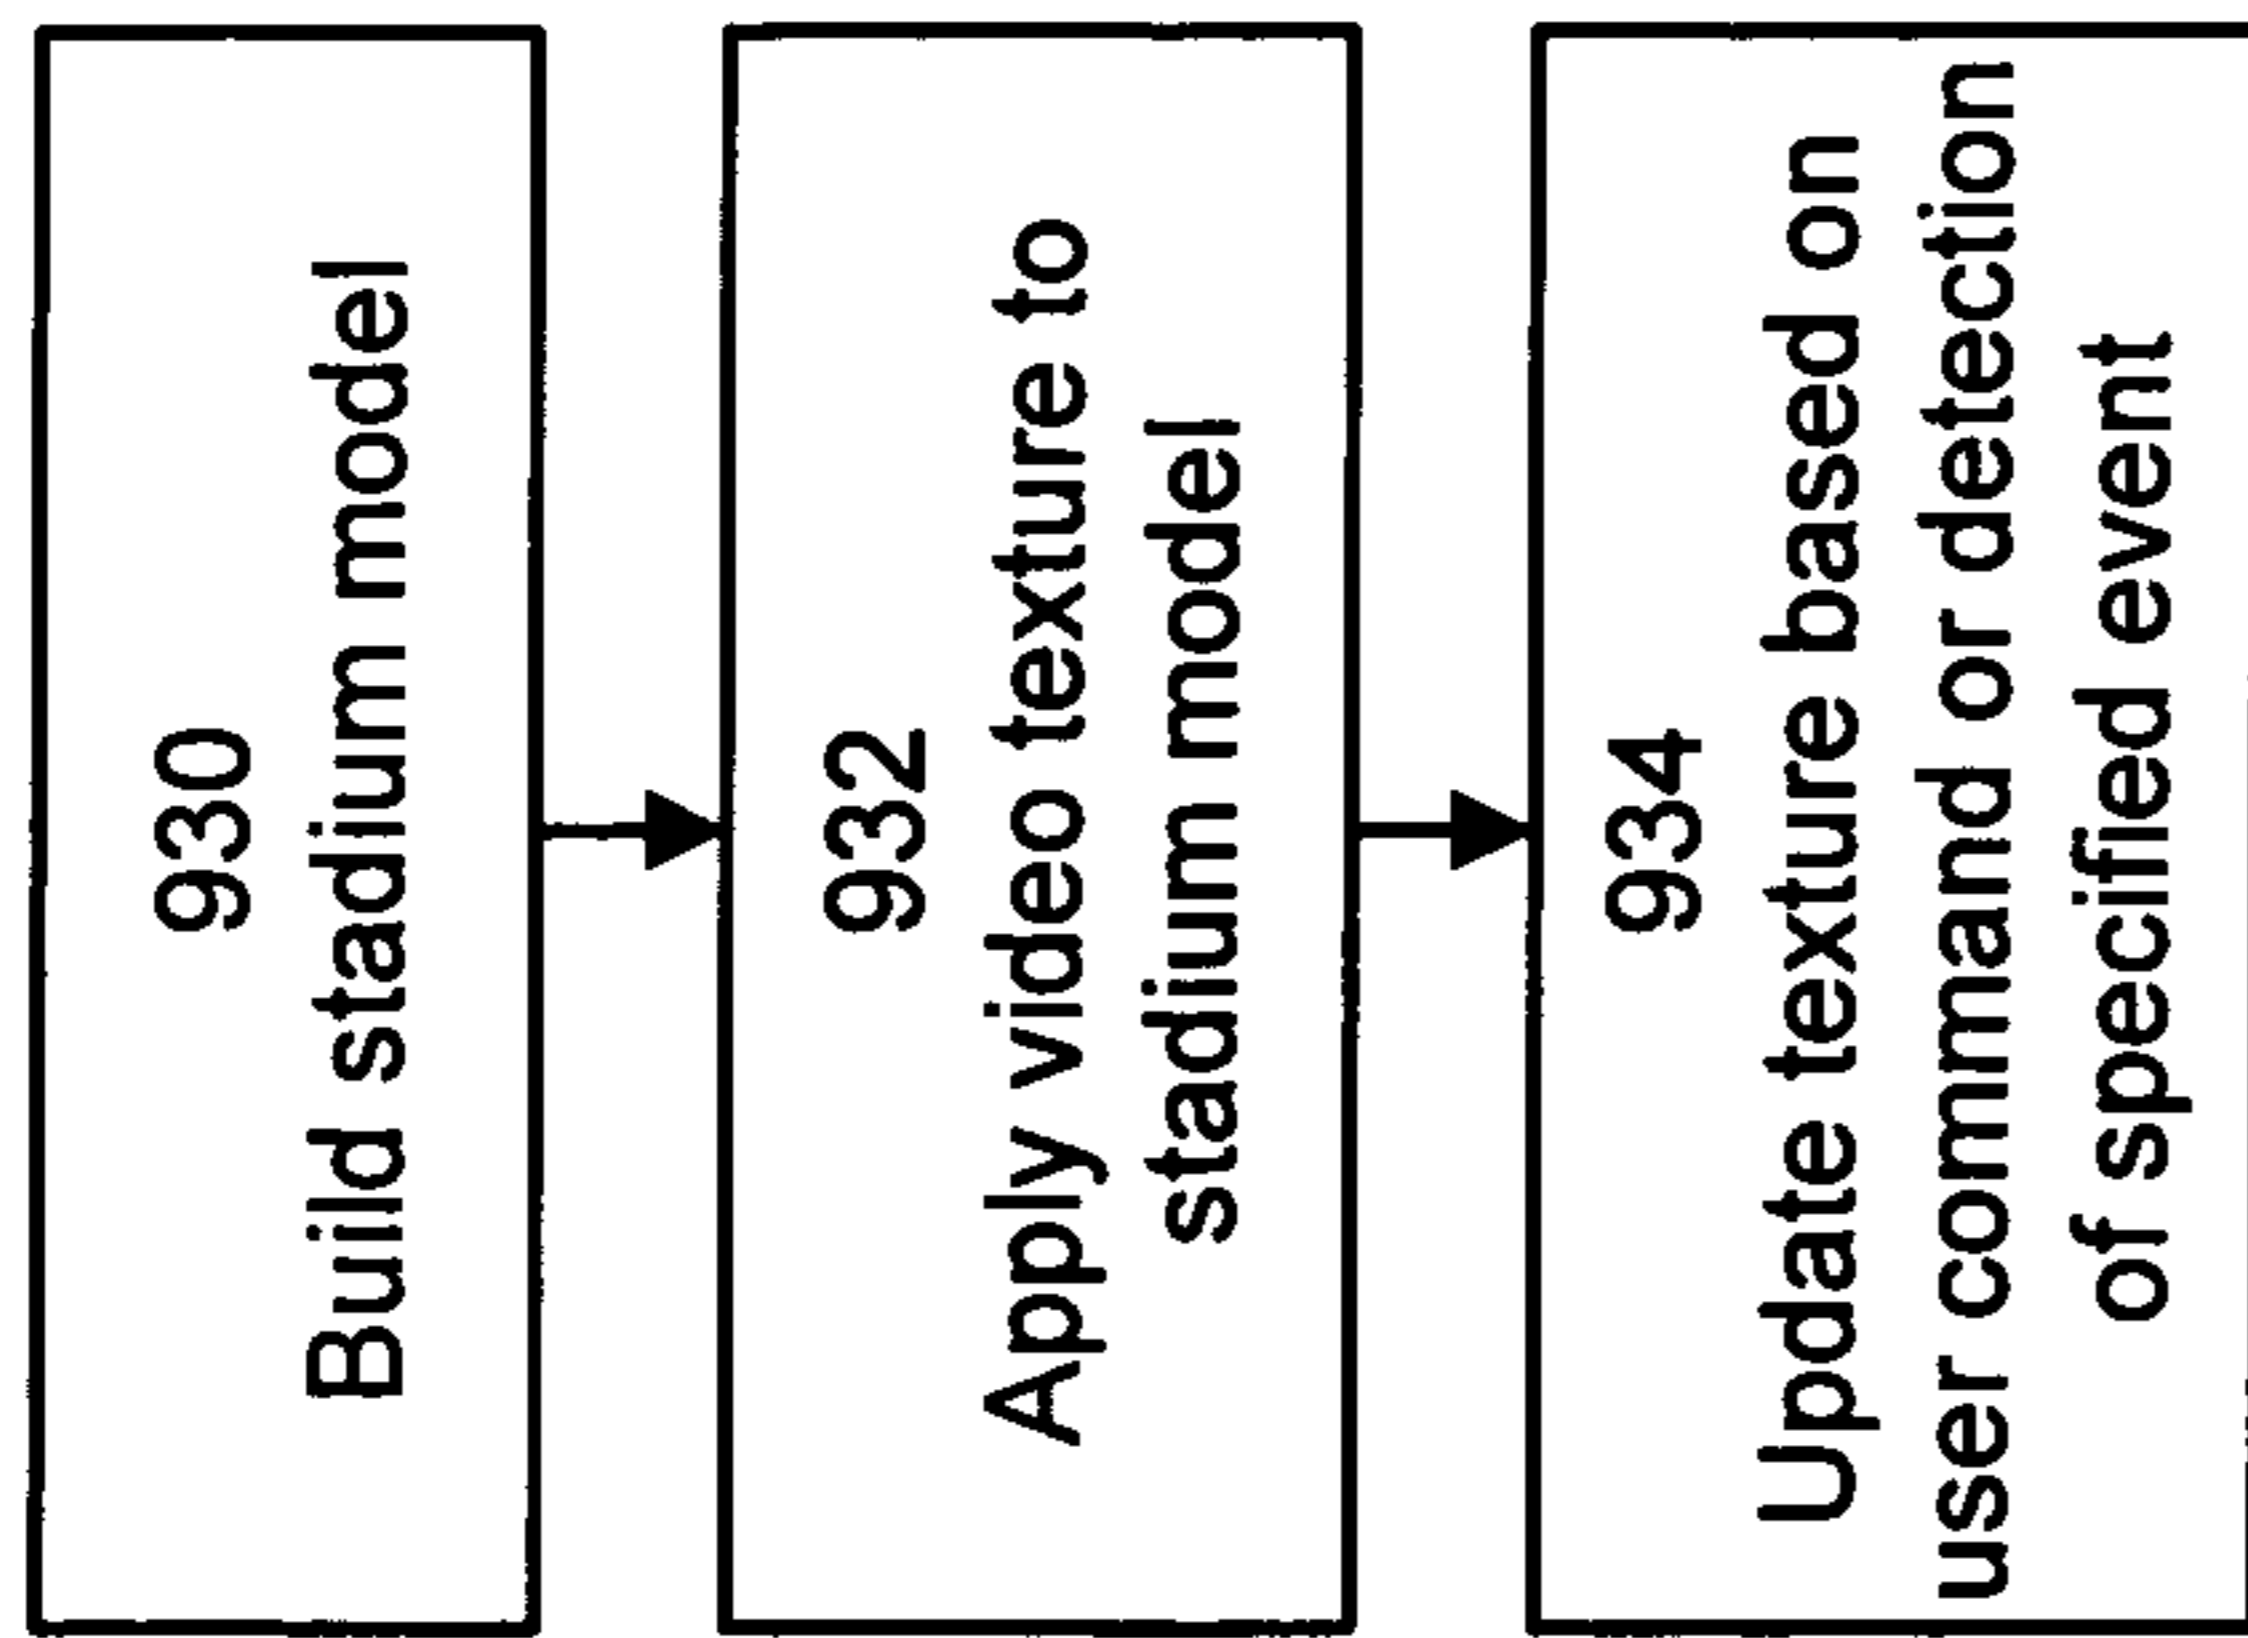 930
Build stadium model
932
Apply video texture to
stadium model
934
Update texture based on
user command or detection
of specified event